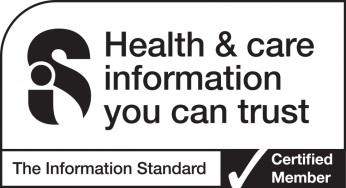 Health & care
information
you can trust
The Information Standard
Certified
Member